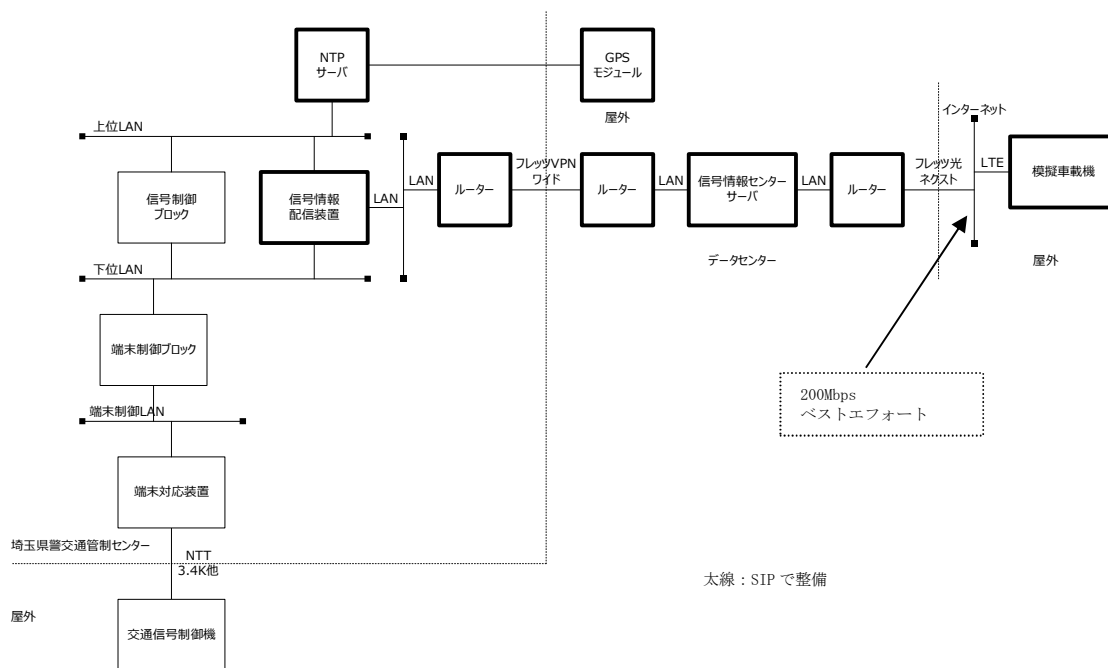 NTP
サーバ
GPS
モジュール
屋外
上位LAN
インターネット
信号制御
ブロック
信号情報
配信装置
LAN
LAN
ルーター
フレッツVPN
ワイド
ルーター
LAN
信号情報センター
サーバ
LAN
ルーター
フレッツ光
ネクスト
LTE
模擬車載機
下位LAN
データセンター
屋外
端末制御ブロック
200Mbps
ベストエフォート
端末制御LAN
端末対応装置
埼玉県警交通管制センター
NTT
3.4K他
太線：SIPで整備
屋外
交通信号制御機